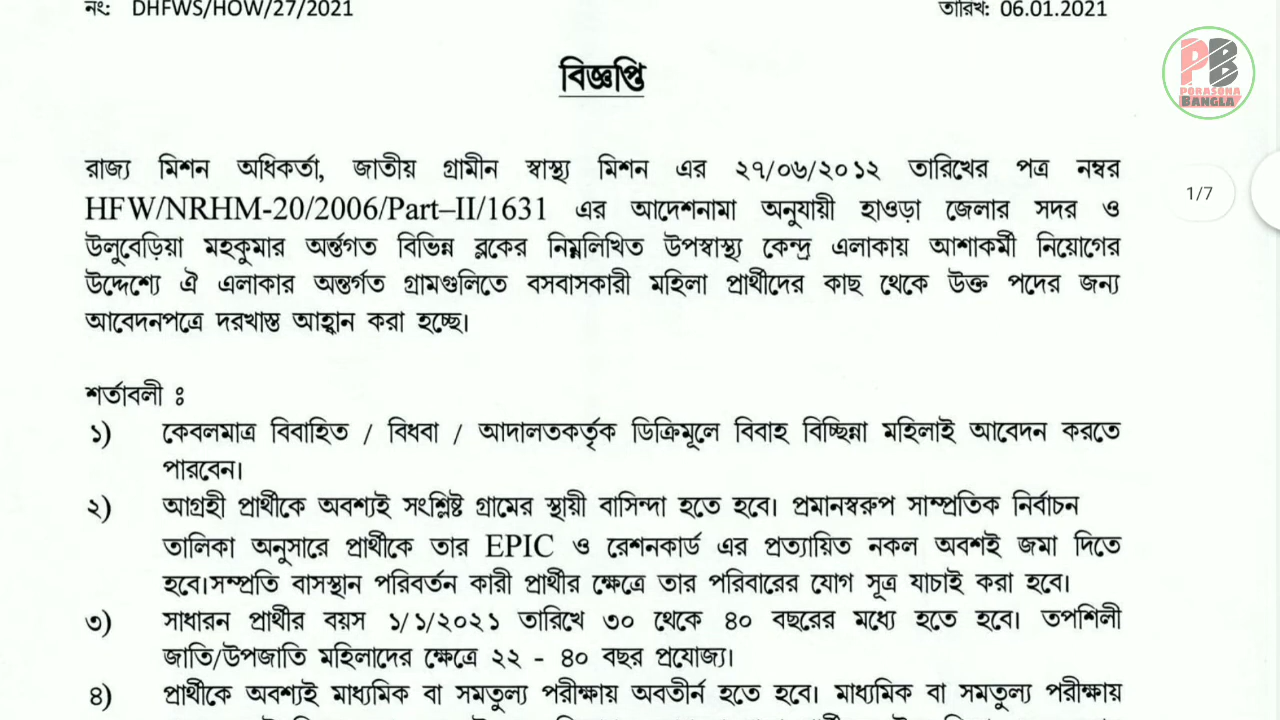 নং: DHFWS/HOW/27/2021 তারিখ: 06.01.2021
বিজ্ঞপ্তি
PB
PORASONA
BANGLA
রাজ্য মিশন অধিকর্তা, জাতীয় গ্রামীন স্বাস্থ্য মিশন এর ২৭/০৬/২০১২ তারিখের পত্র নম্বর
1/7
HFW/NRHM-20/2006/Part–II/1631 এর আদেশনামা অনুযায়ী হাওড়া জেলার সদর ও
উলুবেড়িয়া মহকুমার অর্ন্তগত বিভিন্ন ব্লকের নিম্নলিখিত উপস্বাস্থ্য কেন্দ্র এলাকায় আশাকর্মী নিয়োগের
উদ্দেশ্যে ঐ এলাকার অন্তর্গত গ্রামগুলিতে বসবাসকারী মহিলা প্রার্থীদের কাছ থেকে উক্ত পদের জন্য
আবেদনপত্রে দরখাস্ত আহ্বান করা হচ্ছে।
শর্তাবলী ঃ
১) কেবলমাত্র বিবাহিত / বিধবা / আদালতকর্তৃক ডিক্রিমূলে বিবাহ বিচ্ছিন্না মহিলাই আবেদন করতে
পারবেন।
২) আগ্রহী প্রার্থীকে অবশ্যই সংশ্লিষ্ট গ্রামের স্থায়ী বাসিন্দা হতে হবে। প্রমানস্বরুপ সাম্প্রতিক নির্বাচন
তালিকা অনুসারে প্রার্থীকে তার EPIC ও রেশনকার্ড এর প্রত্যায়িত নকল অবশই জমা দিতে
হবে।সম্প্রতি বাসস্থান পরিবর্তন কারী প্রার্থীর ক্ষেত্রে তার পরিবারের যোগ সূত্র যাচাই করা হবে।
৩) সাধারন প্রার্থীর বয়স ১/১/২০২১ তারিখে ৩০ থেকে ৪০ বছরের মধ্যে হতে হবে। তপশিলী
জাতি/উপজাতি মহিলাদের ক্ষেত্রে ২২ - ৪০ বছর প্রযোজ্য।
৪) প্রার্থীকে অবশ্যই মাধ্যমিক বা সমতুল্য পরীক্ষায় অবতীর্ন হতে হবে। মাধ্যমিক বা সমতুল্য পরীক্ষায়